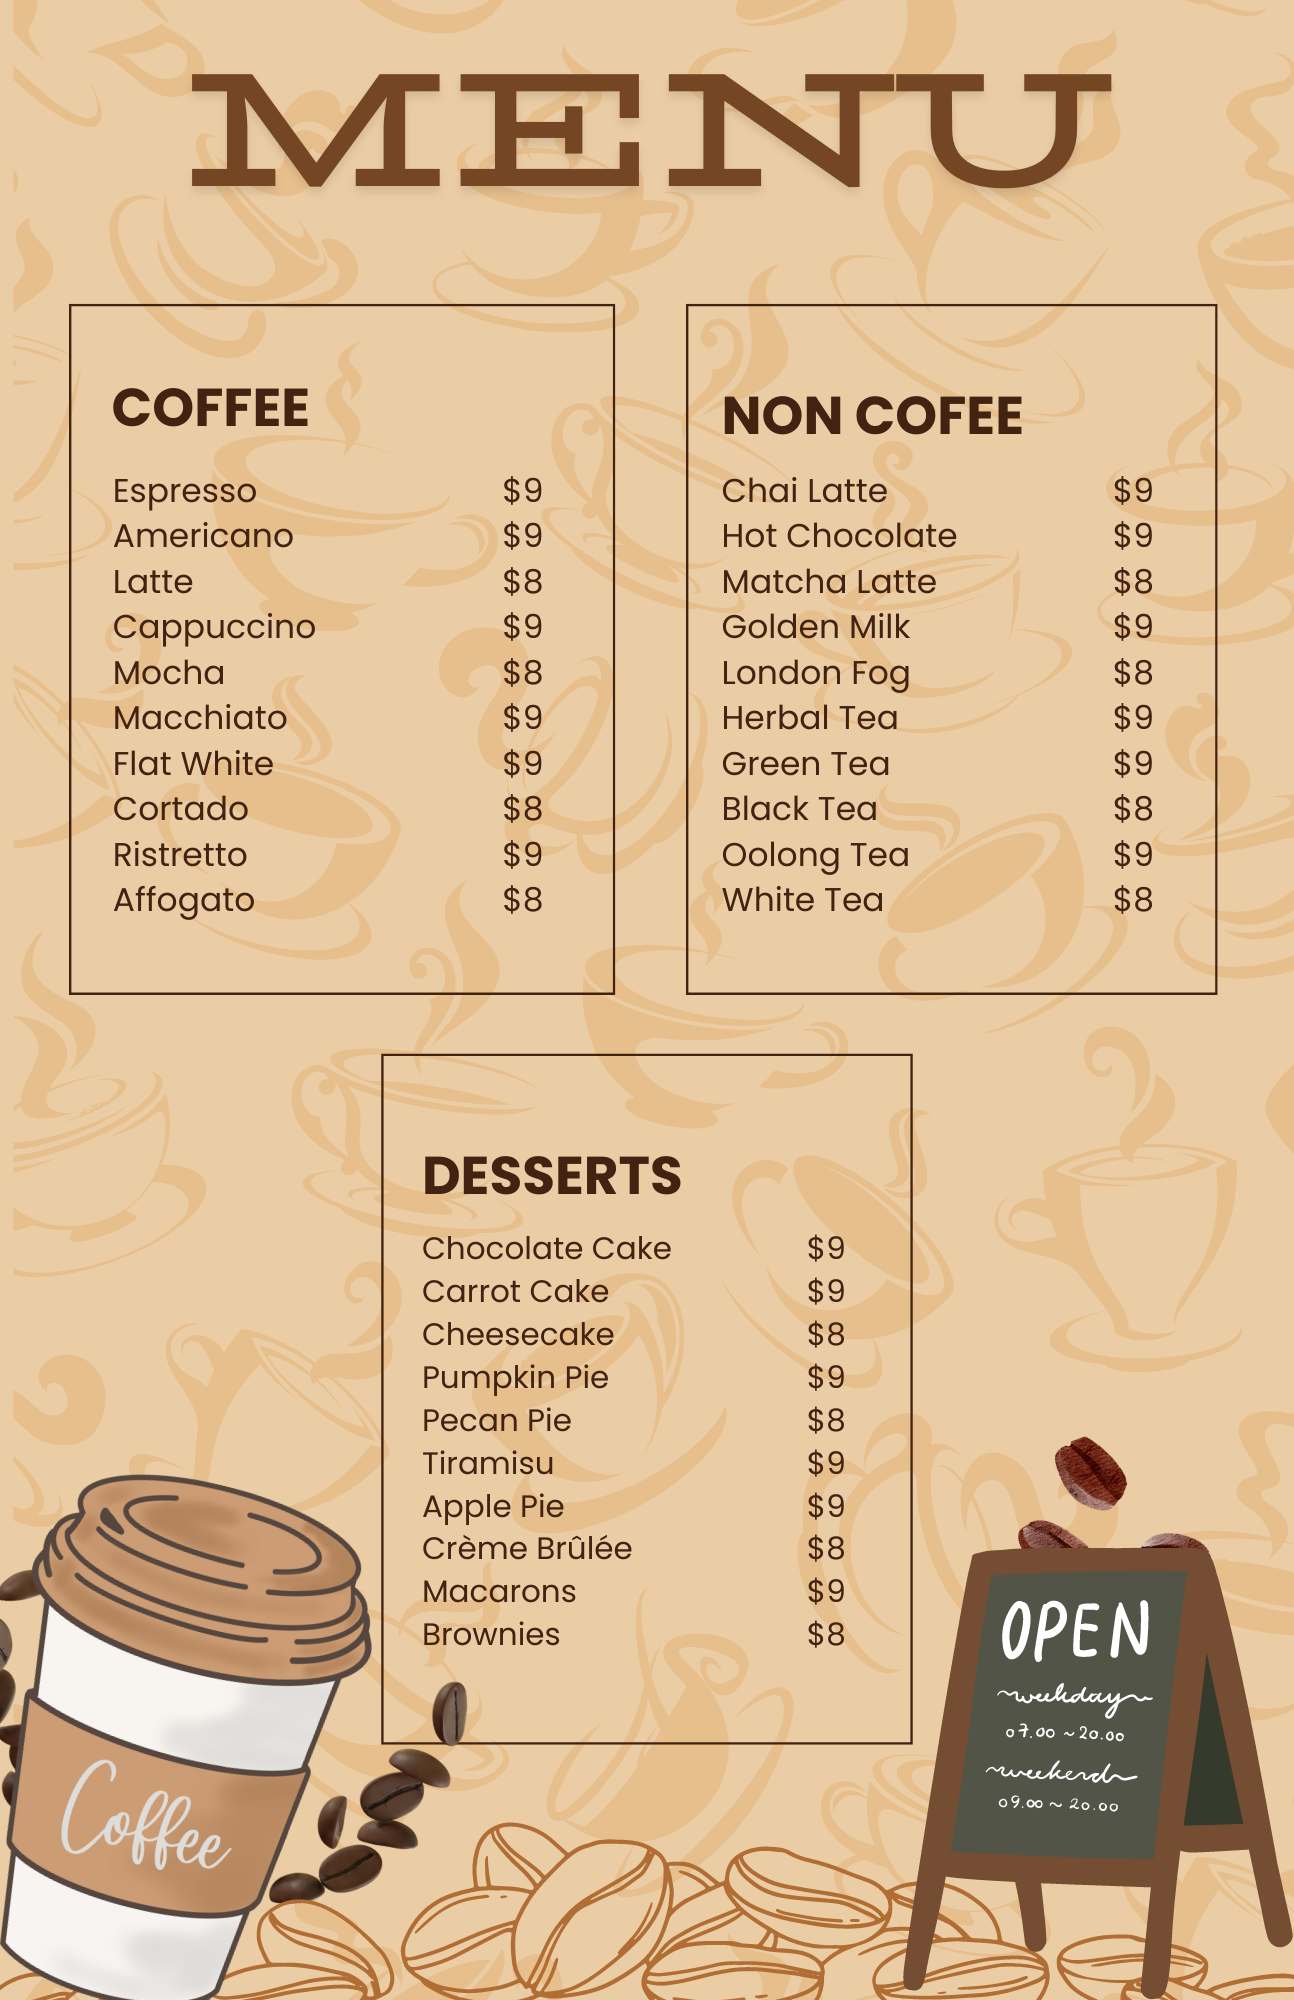 MENU
COFFEE
Espresso $9
Americano $9
Latte $8
Cappuccino $9
Mocha $8
Macchiato $9
Flat White $9
Cortado $8
Ristretto $9
Affogato $8
NON COFEE
Chai Latte $9
Hot Chocolate $9
Matcha Latte $8
Golden Milk $9
London Fog $8
Herbal Tea $9
Green Tea $9
Black Tea $8
Oolong Tea $9
White Tea $8
DESSERTS
Chocolate Cake $9
Carrot Cake $9
Cheesecake $8
Pumpkin Pie $9
Pecan Pie $8
Tiramisu $9
Apple Pie $9
Crème Brûlée $8
Macarons $9
Brownies $8
Coffee
OPEN
~weekday~
07.00 ~ 20.00
~weekend~
09.00 ~ 20.00